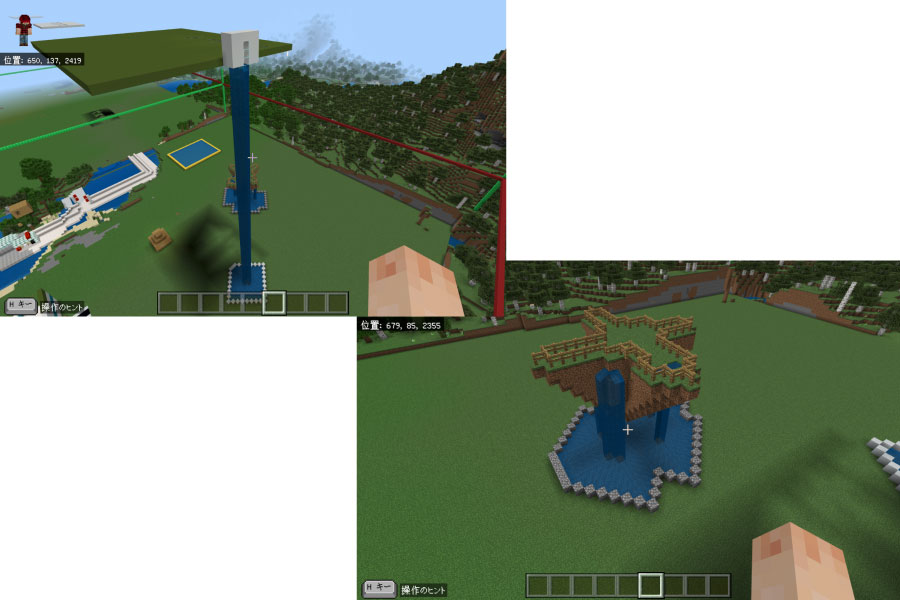 位置: 650, 137, 2419
H キー 操作のヒント
位置: 679, 85, 2355
H キー 操作のヒント